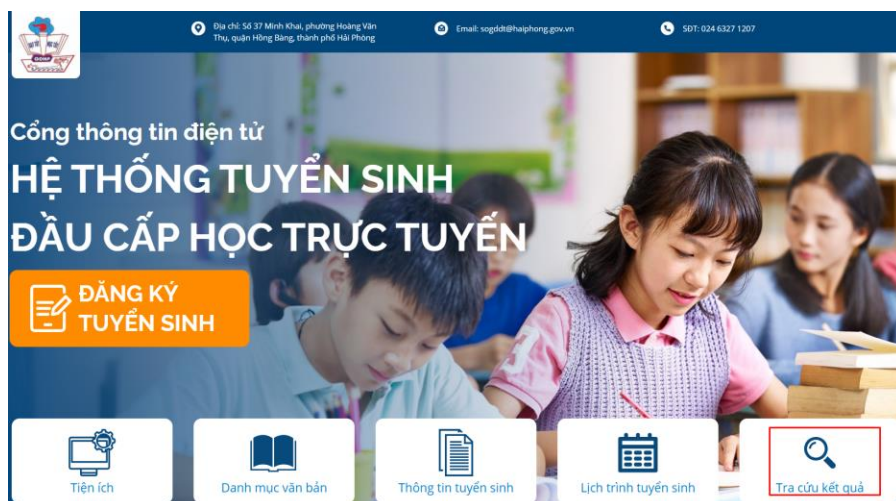 Địa chỉ: Số 37 Minh Khai, phường Hoàng Văn
Thụ, quận Hồng Bàng, thành phố Hải Phòng
Email: sogddt@haiphong.gov.vn
SĐT: 024 6327 1207
Cổng thông tin điện tử
HỆ THỐNG TUYỂN SINH
ĐẦU CẤP HỌC TRỰC TUYẾN
ĐĂNG KÝ
TUYỂN SINH
Tiện ích
Danh mục văn bản
Thông tin tuyển sinh
Lịch trình tuyển sinh
Tra cứu kết quả